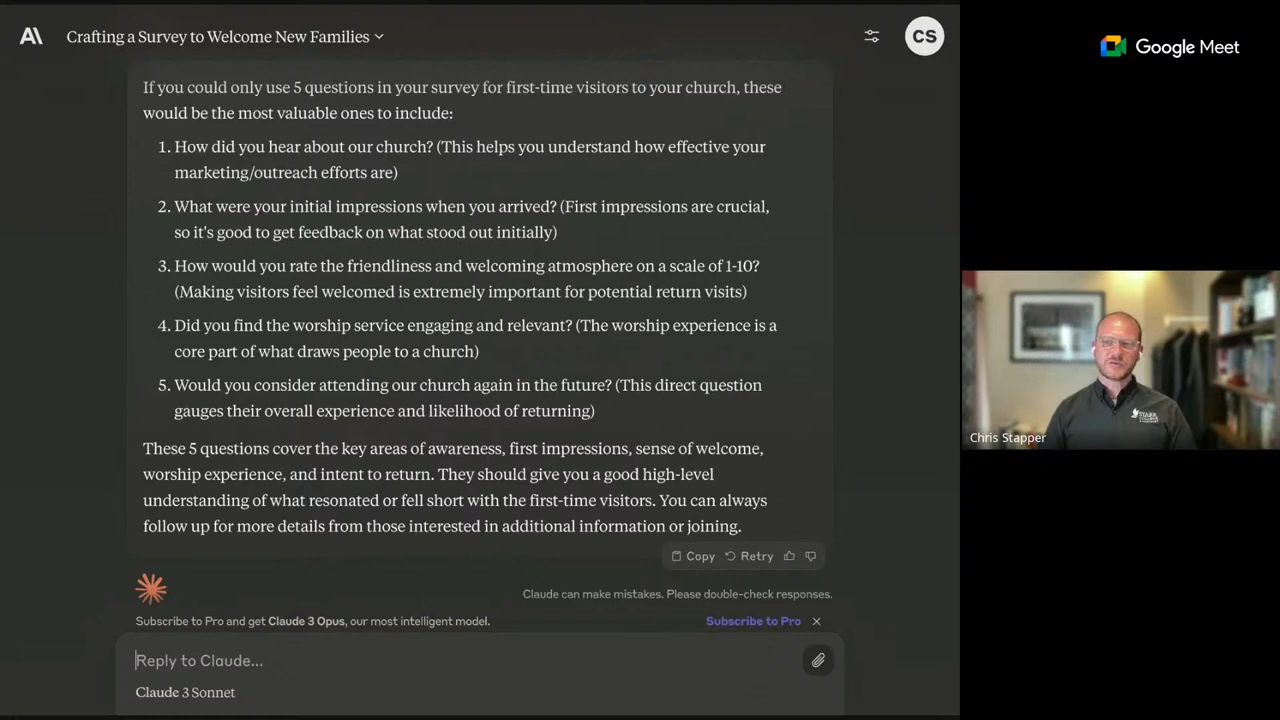 Crafting a Survey to Welcome New Families
CS
Google Meet
If you could only use 5 questions in your survey for first-time visitors to your church, these
would be the most valuable ones to include:
1. How did you hear about our church? (This helps you understand how effective your
marketing/outreach efforts are)
2. What were your initial impressions when you arrived? (First impressions are crucial,
so it's good to get feedback on what stood out initially)
3. How would you rate the friendliness and welcoming atmosphere on a scale of 1-10?
(Making visitors feel welcomed is extremely important for potential return visits)
4. Did you find the worship service engaging and relevant? (The worship experience is a
core part of what draws people to a church)
5. Would you consider attending our church again in the future? (This direct question
gauges their overall experience and likelihood of returning)
These 5 questions cover the key areas of awareness, first impressions, sense of welcome,
worship experience, and intent to return. They should give you a good high-level
understanding of what resonated or fell short with the first-time visitors. You can always
follow up for more details from those interested in additional information or joining.
Copy Retry
Claude can make mistakes. Please double-check responses.
Subscribe to Pro and get Claude 3 Opus, our most intelligent model.
Subscribe to Pro
Reply to Claude...
Claude 3 Sonnet
Chris Stapper